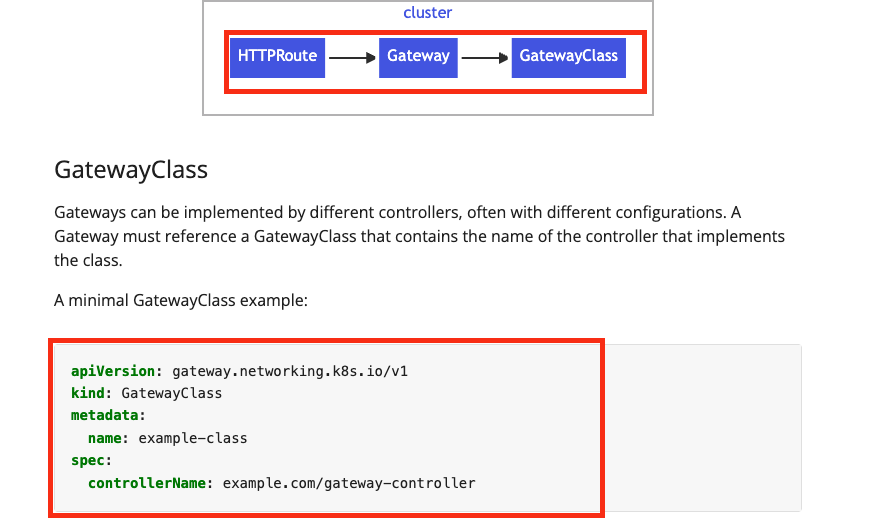 cluster
HTTPRoute Gateway GatewayClass
GatewayClass
Gateways can be implemented by different controllers, often with different configurations. A
Gateway must reference a GatewayClass that contains the name of the controller that implements
the class.
A minimal GatewayClass example:
apiVersion: gateway.networking.k8s.io/v1
kind: GatewayClass
metadata:
  name: example-class
spec:
  controllerName: example.com/gateway-controller